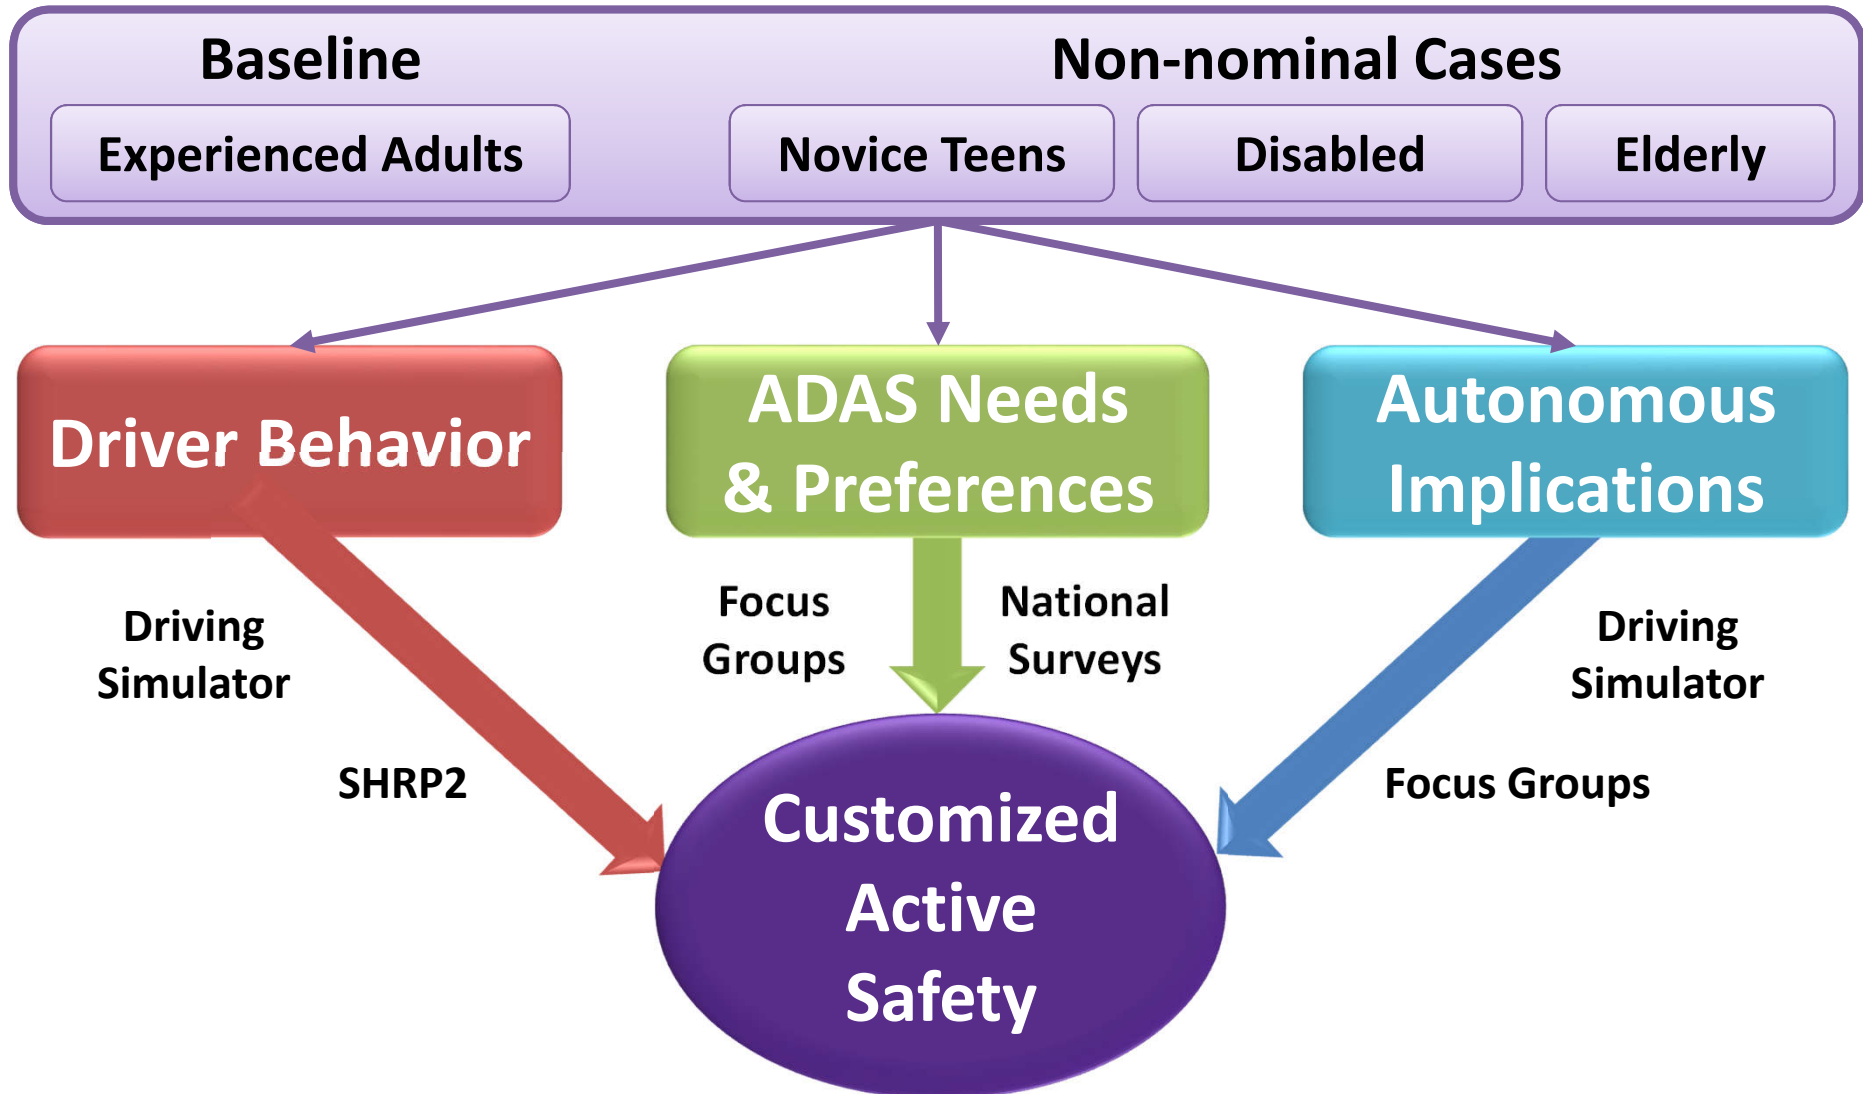 Baseline
Non-nominal Cases
Experienced Adults
Novice Teens
Disabled
Elderly
Driver Behavior
ADAS Needs
& Preferences
Autonomous
Implications
Driving
Simulator
SHRP2
Focus
Groups
National
Surveys
Driving
Simulator
Focus Groups
Customized
Active
Safety